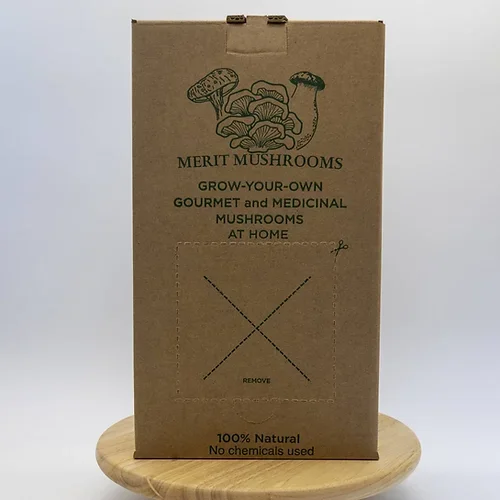 MERIT MUSHROOMS
GROW-YOUR-OWN
GOURMET and MEDICINAL
MUSHROOMS
AT HOME
REMOVE
100% Natural
No chemicals used